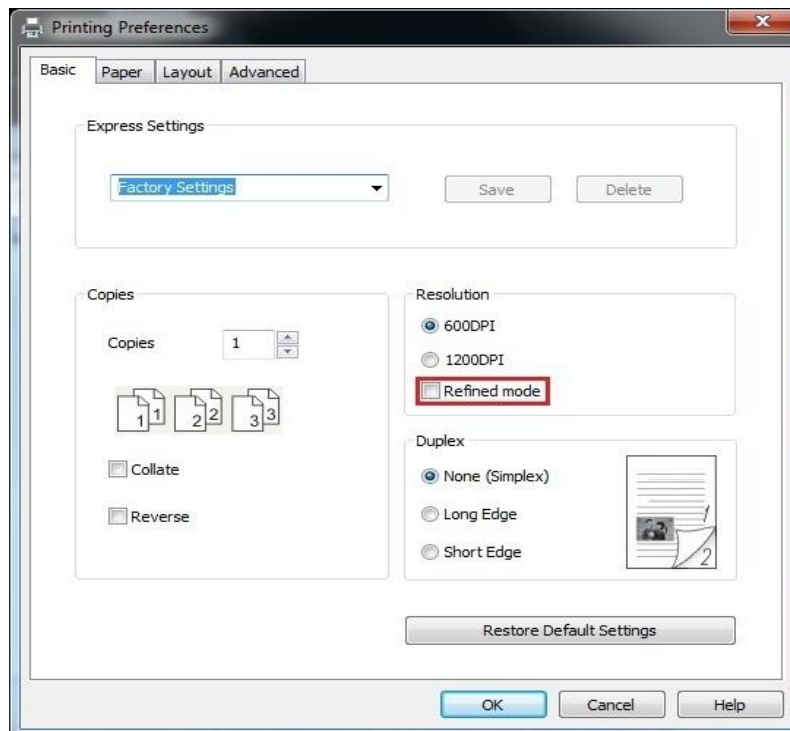 Printing Preferences
Basic Paper Layout Advanced
Express Settings
Factory Settings Save Delete
Copies
Copies 1
1 1 2 2 3 3
Collate
Reverse
Resolution
600DPI
1200DPI
Refined mode
Duplex
None (Simplex)
Long Edge
Short Edge
1
2
Restore Default Settings
OK Cancel Help